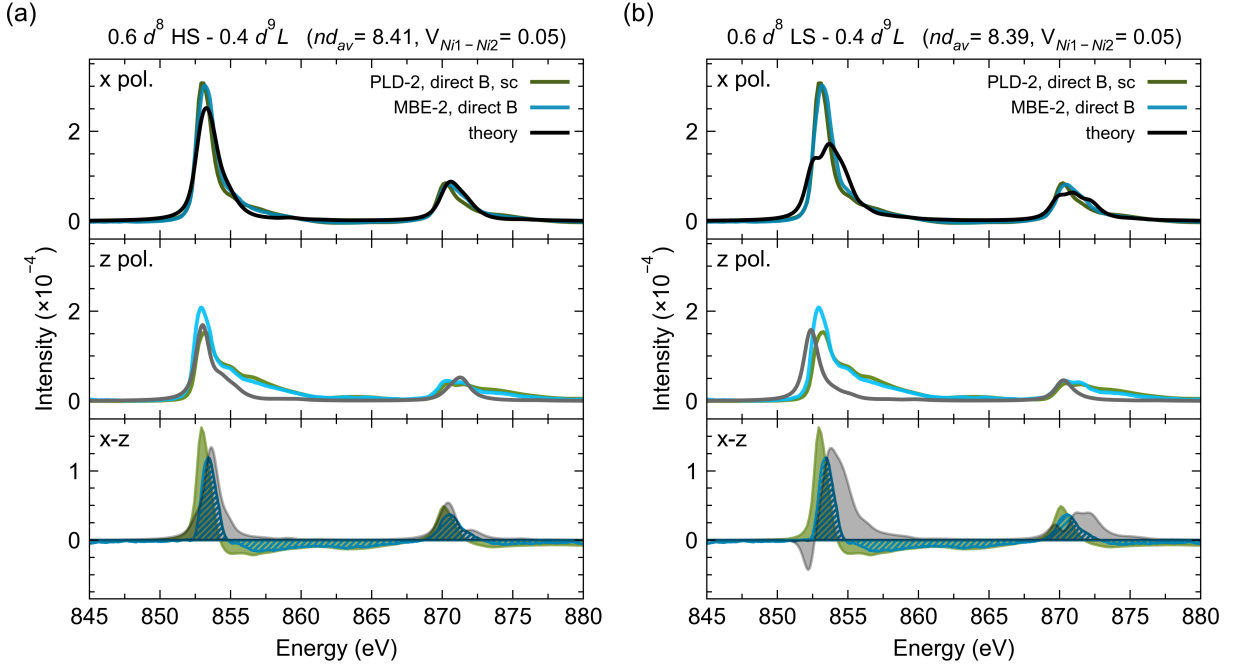 (a)
0.6 d⁸ HS - 0.4 d⁹L (nd_av = 8.41, V_Ni1−Ni2 = 0.05)
x pol.
PLD-2, direct B, sc
MBE-2, direct B
theory
2
0
z pol.
2
0
x-z
1
0
Intensity (×10⁻⁴)
845 850 855 860 865 870 875 880
Energy (eV)
(b)
0.6 d⁸ LS - 0.4 d⁹L (nd_av = 8.39, V_Ni1−Ni2 = 0.05)
x pol.
PLD-2, direct B, sc
MBE-2, direct B
theory
2
0
z pol.
2
0
x-z
1
0
Intensity (×10⁻⁴)
845 850 855 860 865 870 875 880
Energy (eV)